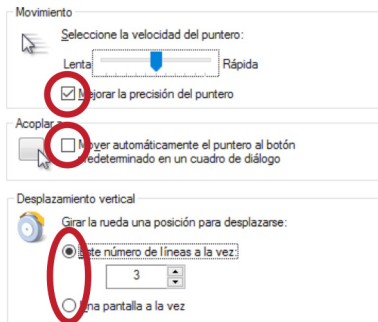 Movimiento
Seleccione la velocidad del puntero:
Lenta Rápida
Mejorar la precisión del puntero
Acoplar a
Mover automáticamente el puntero al botón
predeterminado en un cuadro de diálogo
Desplazamiento vertical
Girar la rueda una posición para desplazarse:
Este número de líneas a la vez:
3
Una pantalla a la vez